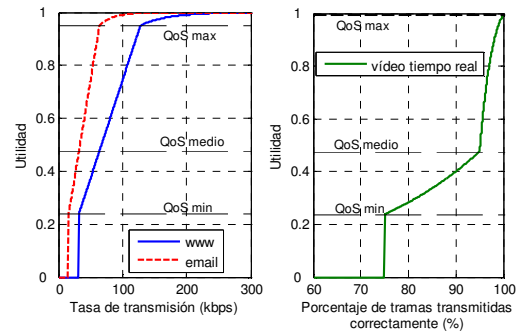 Utilidad
1
0.8
0.6
0.4
0.2
0
QoS max
QoS medio
QoS min
www
email
0 100 200 300
Tasa de transmisión (kbps)
Utilidad
1
0.8
0.6
0.4
0.2
0
QoS max
vídeo tiempo real
QoS medio
QoS min
60 70 80 90 100
Porcentaje de tramas transmitidas
correctamente (%)